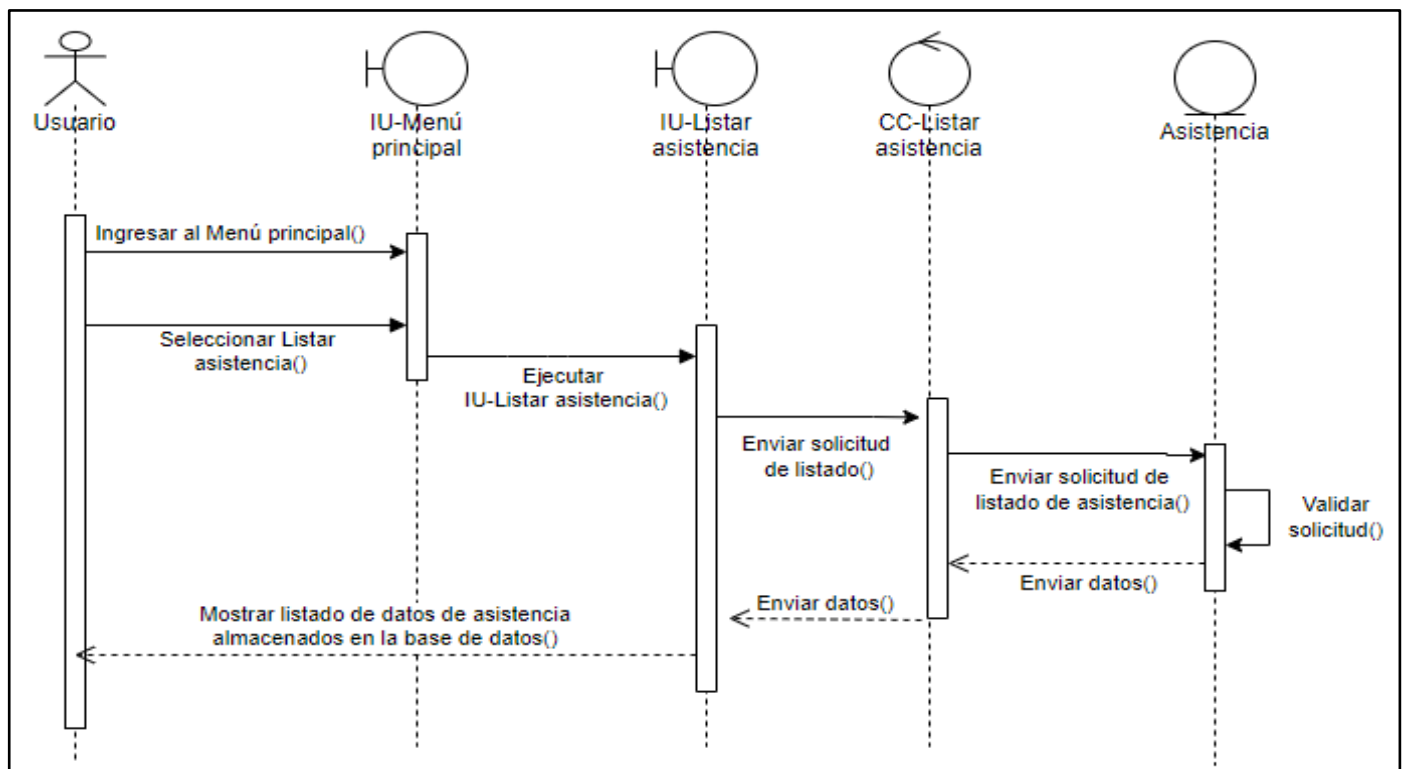 Usuario
IU-Menú
principal
IU-Listar
asistencia
CC-Listar
asistencia
Asistencia
Ingresar al Menú principal()
Seleccionar Listar
asistencia()
Ejecutar
IU-Listar asistencia()
Enviar solicitud
de listado()
Enviar solicitud de
listado de asistencia()
Validar
solicitud()
Enviar datos()
Enviar datos()
Mostrar listado de datos de asistencia
almacenados en la base de datos()